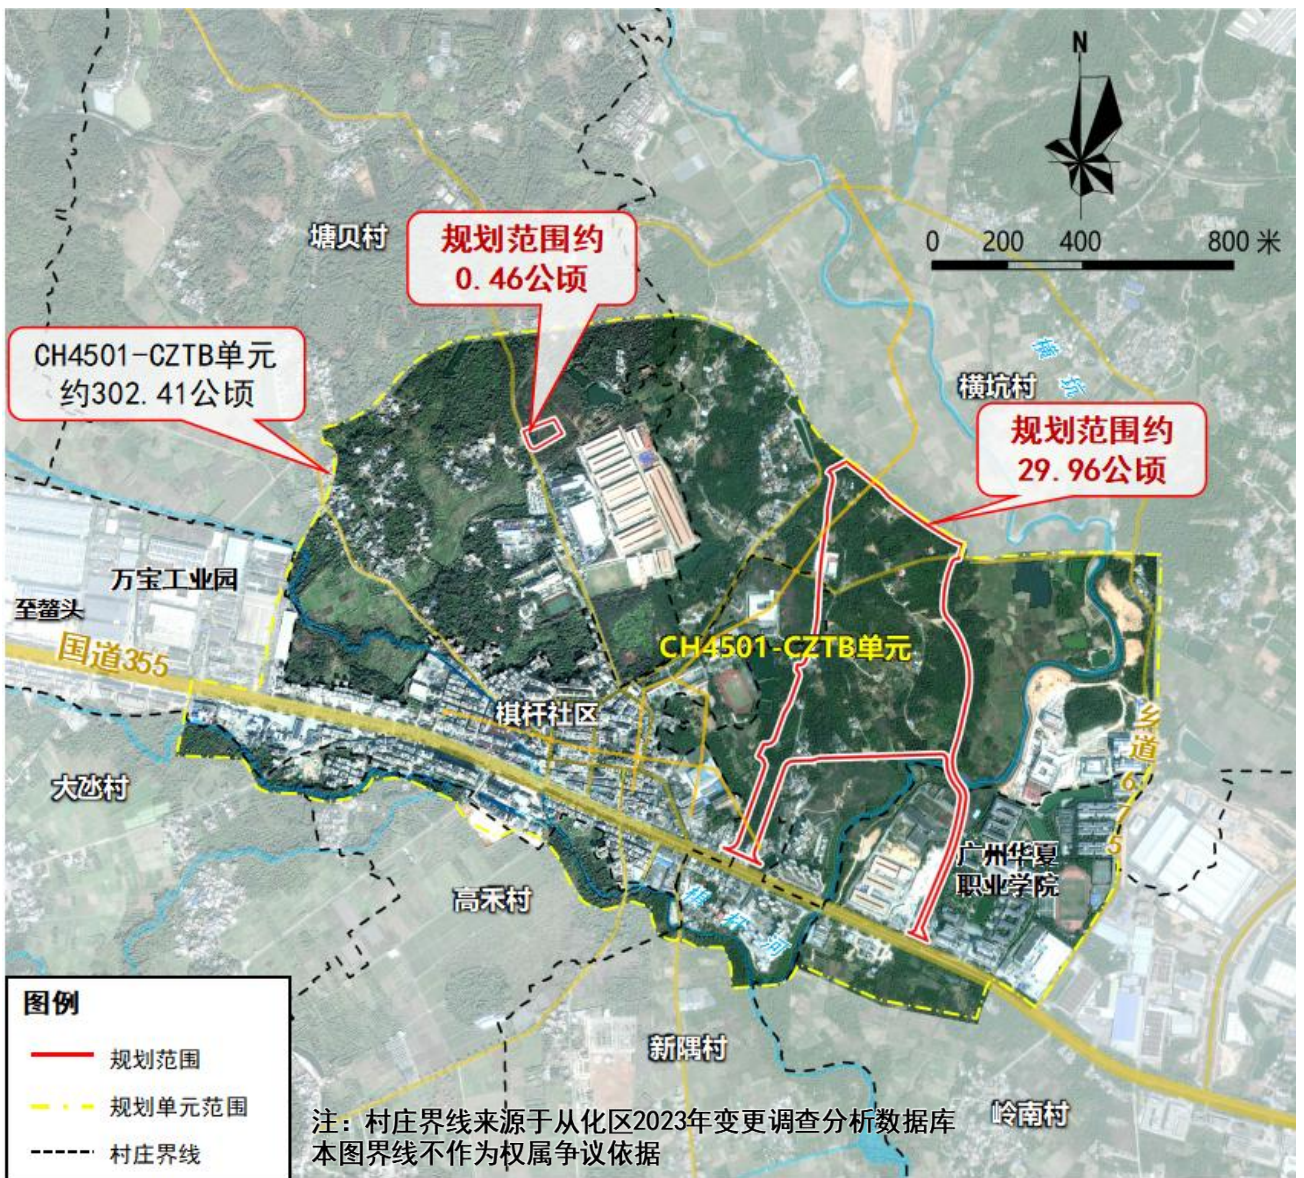 N
0 200 400 800 米
塘贝村
规划范围约
0.46公顷
CH4501-CZTB单元
约302.41公顷
横坑
横坑村
规划范围约
29.96公顷
万宝工业园
至鳌头
国道355
CH4501-CZTB单元
棋杆社区
乡道675
大氹村
广州华夏
职业学院
高禾村
棋杆河
新隅村
岭南村
图例
规划范围
规划单元范围
村庄界线
注：村庄界线来源于从化区2023年变更调查分析数据库
本图界线不作为权属争议依据